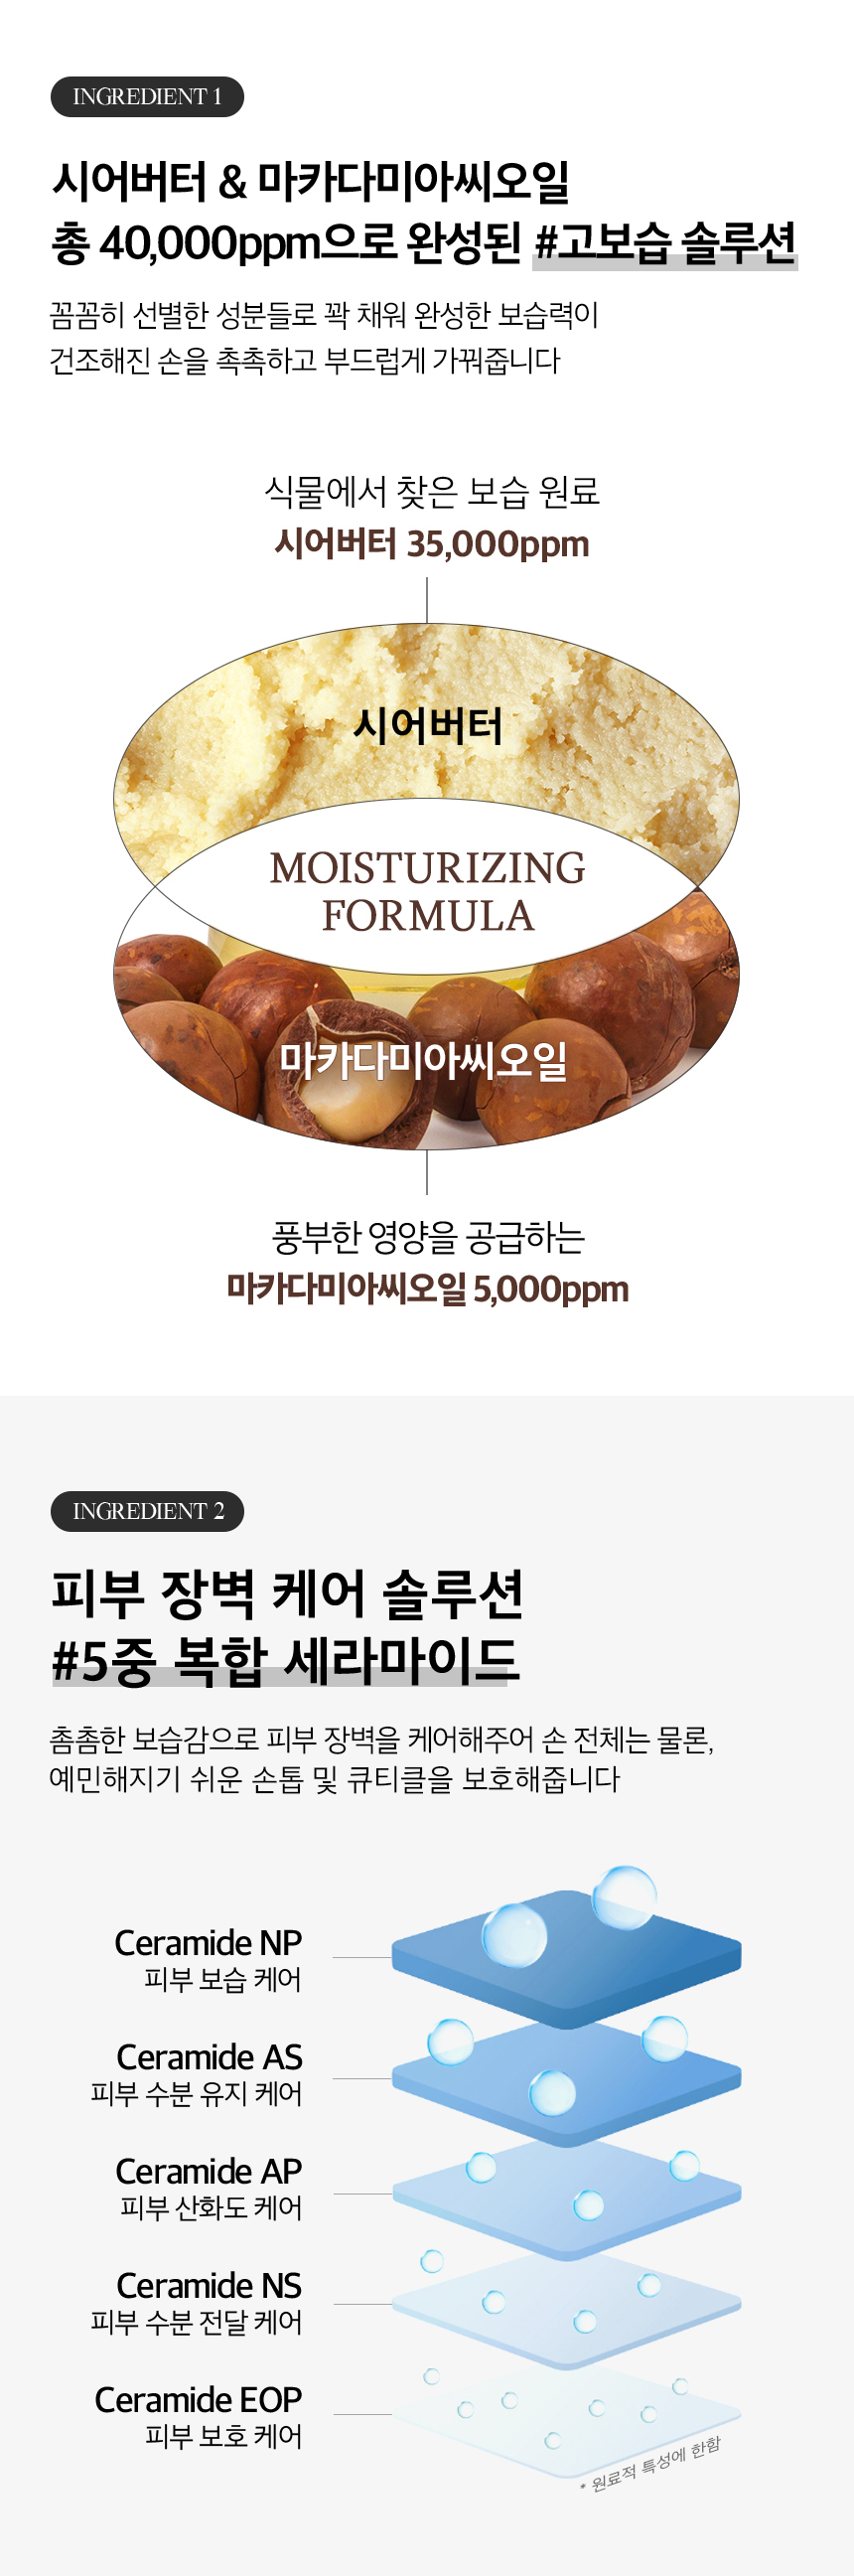 INGREDIENT 1
시어버터 & 마카다미아씨오일
총 40,000ppm으로 완성된 #고보습 솔루션
꼼꼼히 선별한 성분들로 꽉 채워 완성한 보습력이
건조해진 손을 촉촉하고 부드럽게 가꿔줍니다
식물에서 찾은 보습 원료
시어버터 35,000ppm
시어버터
MOISTURIZING
FORMULA
마카다미아씨오일
풍부한 영양을 공급하는
마카다미아씨오일 5,000ppm
INGREDIENT 2
피부 장벽 케어 솔루션
#5중 복합 세라마이드
촘촘한 보습감으로 피부 장벽을 케어해주어 손 전체는 물론,
예민해지기 쉬운 손톱 및 큐티클을 보호해줍니다
Ceramide NP
피부 보습 케어
Ceramide AS
피부 수분 유지 케어
Ceramide AP
피부 산화도 케어
Ceramide NS
피부 수분 전달 케어
Ceramide EOP
피부 보호 케어
* 원료적 특성에 한함